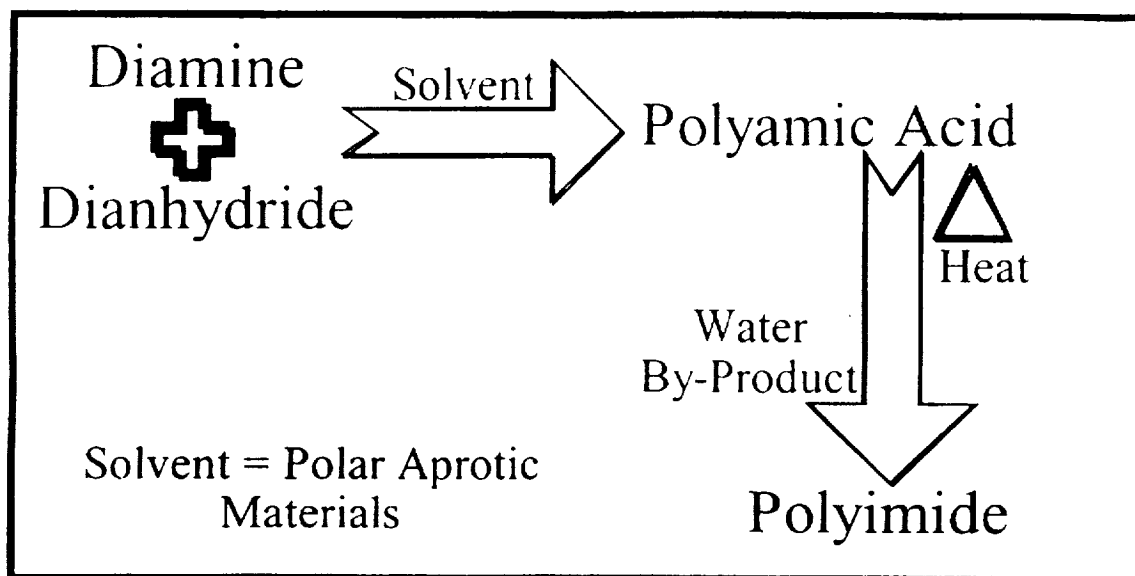 Diamine
Dianhydride
Solvent
Polyamic Acid
Heat
Water
By-Product
Polyimide
Solvent = Polar Aprotic
Materials